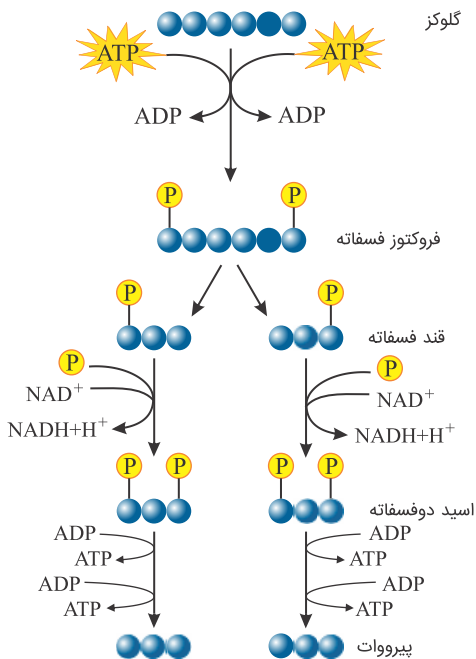 گلوکز
ATP ATP
ADP ADP
P P
فروکتوز فسفاته
P P
قند فسفاته
P P
NAD+ NAD+
NADH+H+ NADH+H+
P P P P
اسید دوفسفاته
ADP ADP
ATP ATP
ADP ADP
ATP ATP
پیرووات